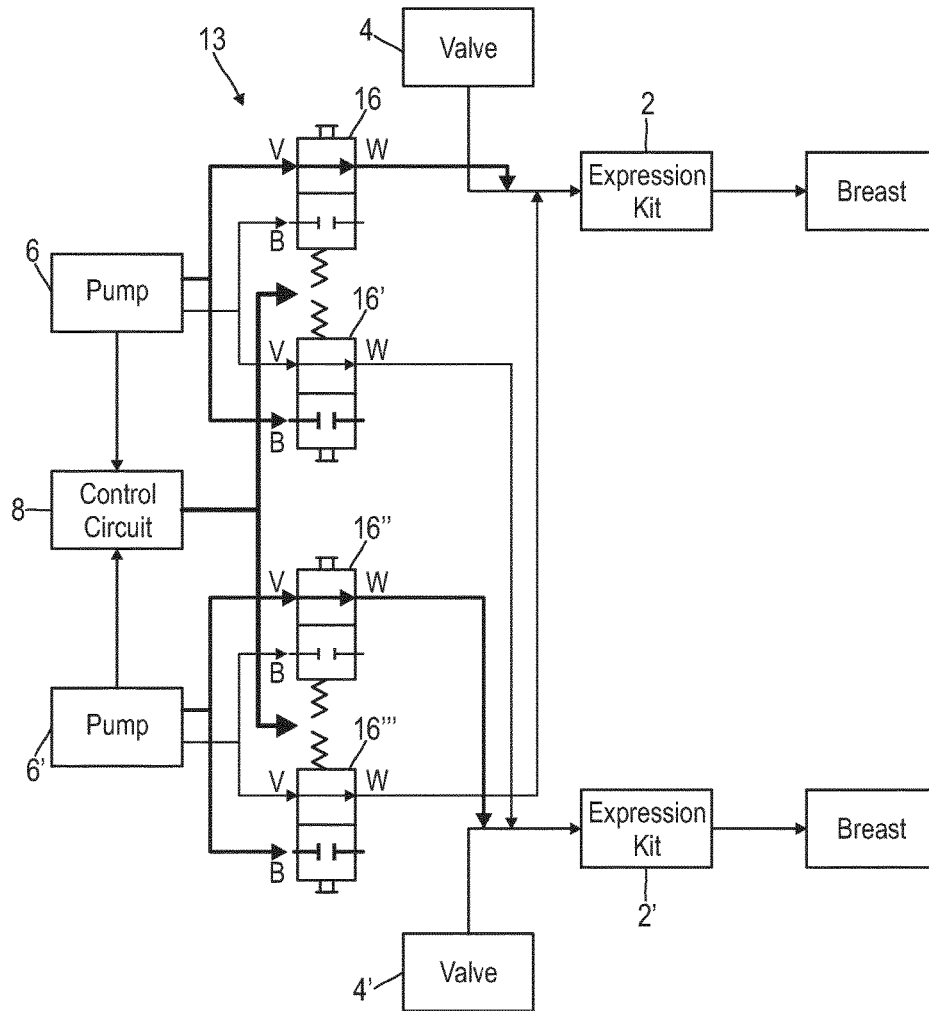 4
Valve
13
16
2
V
W
Expression
Kit
Breast
B
6
Pump
16'
V
W
B
8
Control
Circuit
16''
V
W
B
Pump
6'
16'''
V
W
Expression
Kit
Breast
B
2'
Valve
4'